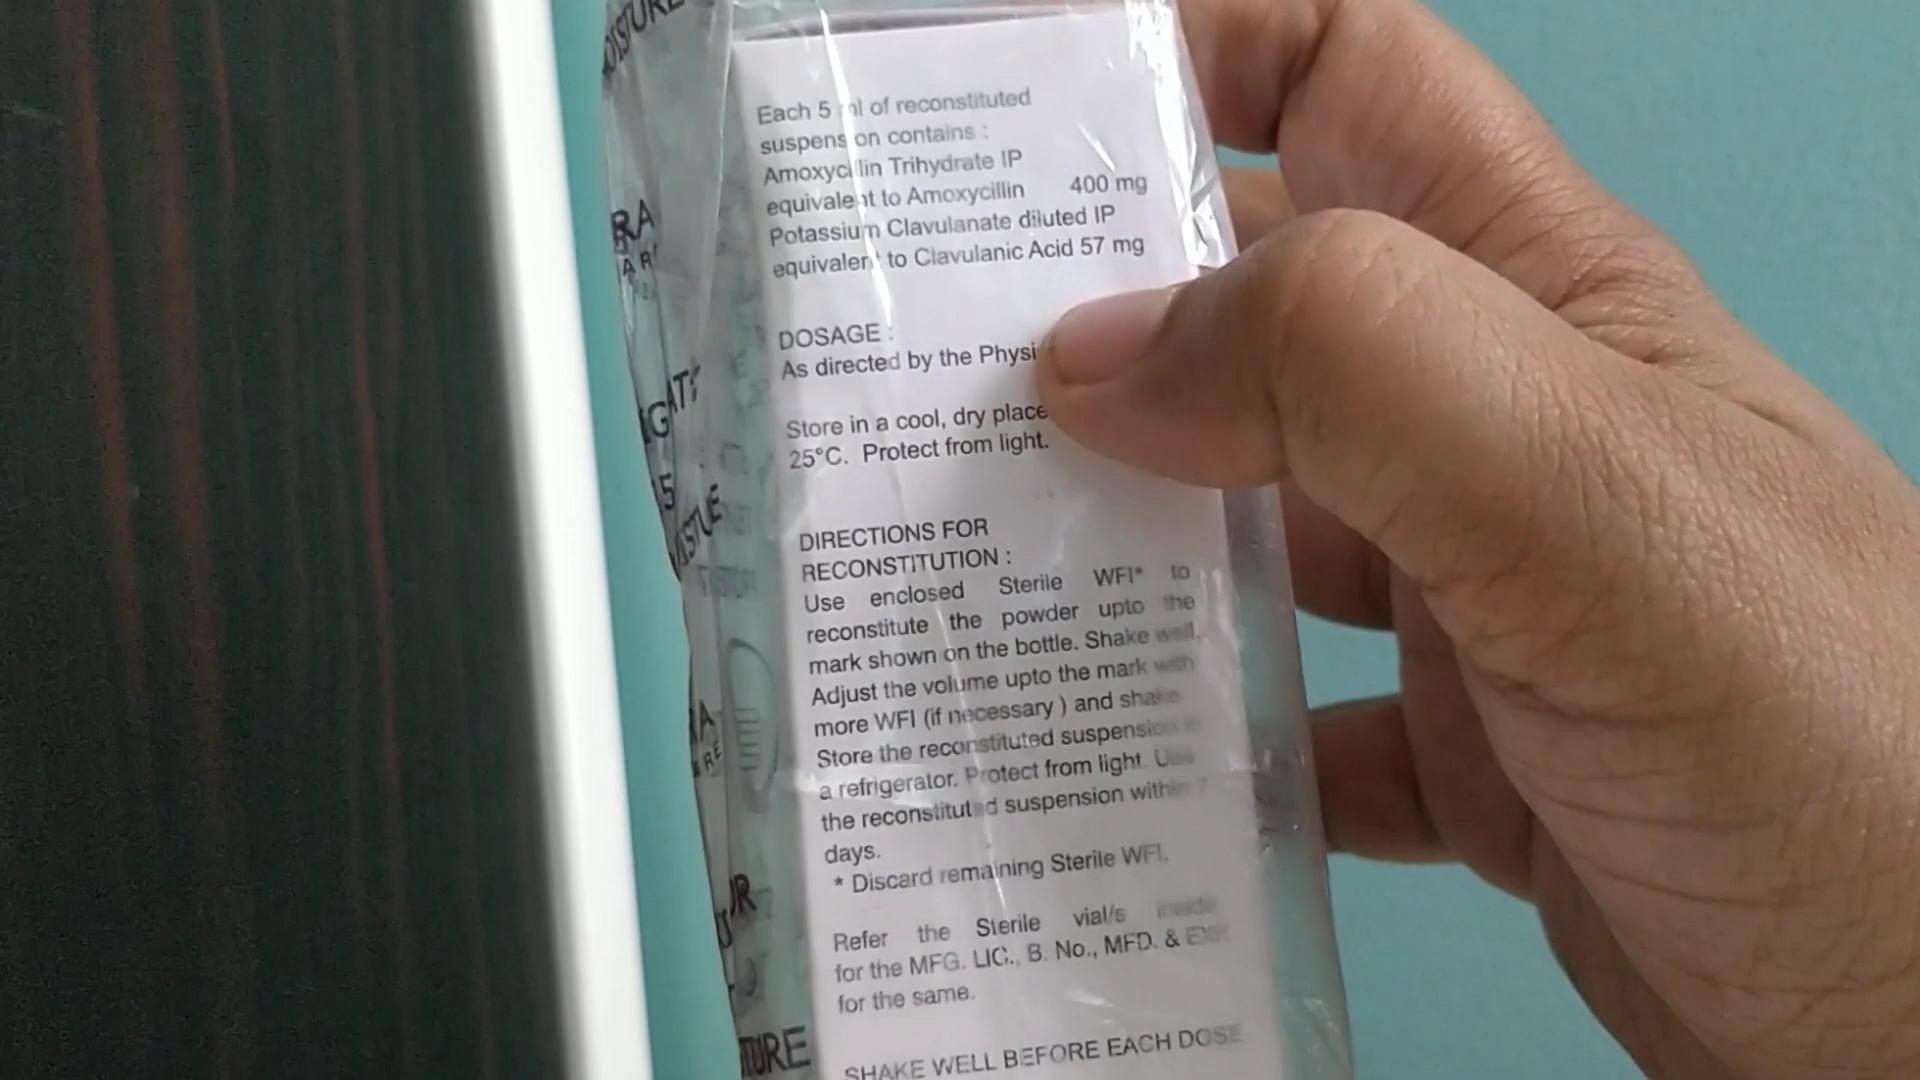 Each 5 ml of reconstituted
suspension contains :
Amoxycillin Trihydrate IP
equivalent to Amoxycillin 400 mg
Potassium Clavulanate diluted IP
equivalent to Clavulanic Acid 57 mg
DOSAGE :
As directed by the Physi
Store in a cool, dry place
25°C. Protect from light.
DIRECTIONS FOR
RECONSTITUTION :
Use enclosed Sterile WFI* to
reconstitute the powder upto the
mark shown on the bottle. Shake well.
Adjust the volume upto the mark with
more WFI (if necessary ) and shake
Store the reconstituted suspension in
a refrigerator. Protect from light. Use
the reconstituted suspension within 7
days.
* Discard remaining Sterile WFI.
Refer the Sterile vial/s inside
for the MFG. LIC., B. No., MFD. & EXP.
for the same.
SHAKE WELL BEFORE EACH DOSE